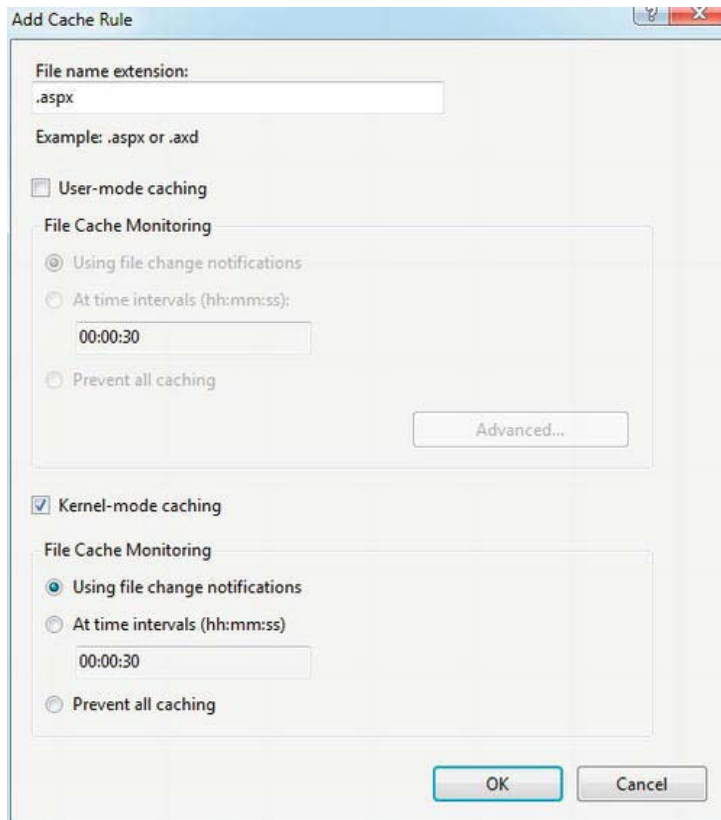 Add Cache Rule
File name extension:
.aspx
Example: .aspx or .axd
User-mode caching
File Cache Monitoring
Using file change notifications
At time intervals (hh:mm:ss):
00:00:30
Prevent all caching
Advanced...
Kernel-mode caching
File Cache Monitoring
Using file change notifications
At time intervals (hh:mm:ss)
00:00:30
Prevent all caching
OK
Cancel